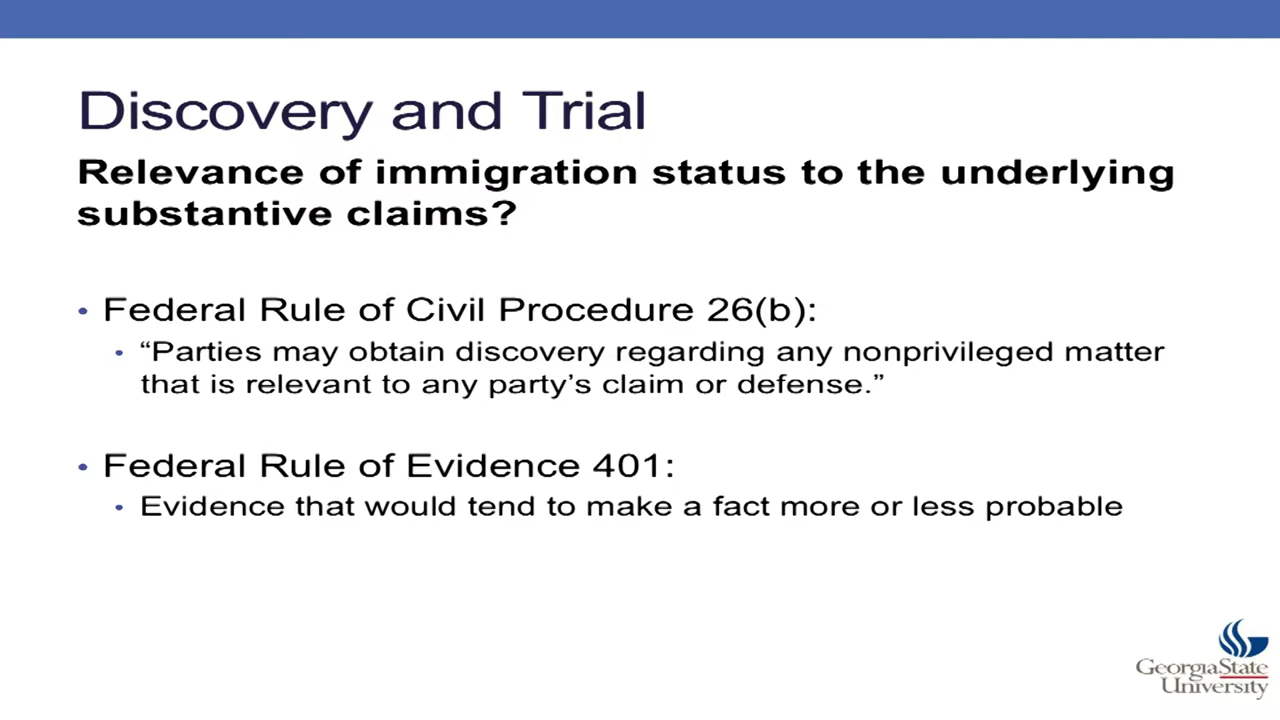 Discovery and Trial
Relevance of immigration status to the underlying
substantive claims?
• Federal Rule of Civil Procedure 26(b):
• “Parties may obtain discovery regarding any nonprivileged matter
that is relevant to any party’s claim or defense.”
• Federal Rule of Evidence 401:
• Evidence that would tend to make a fact more or less probable
GeorgiaState
University